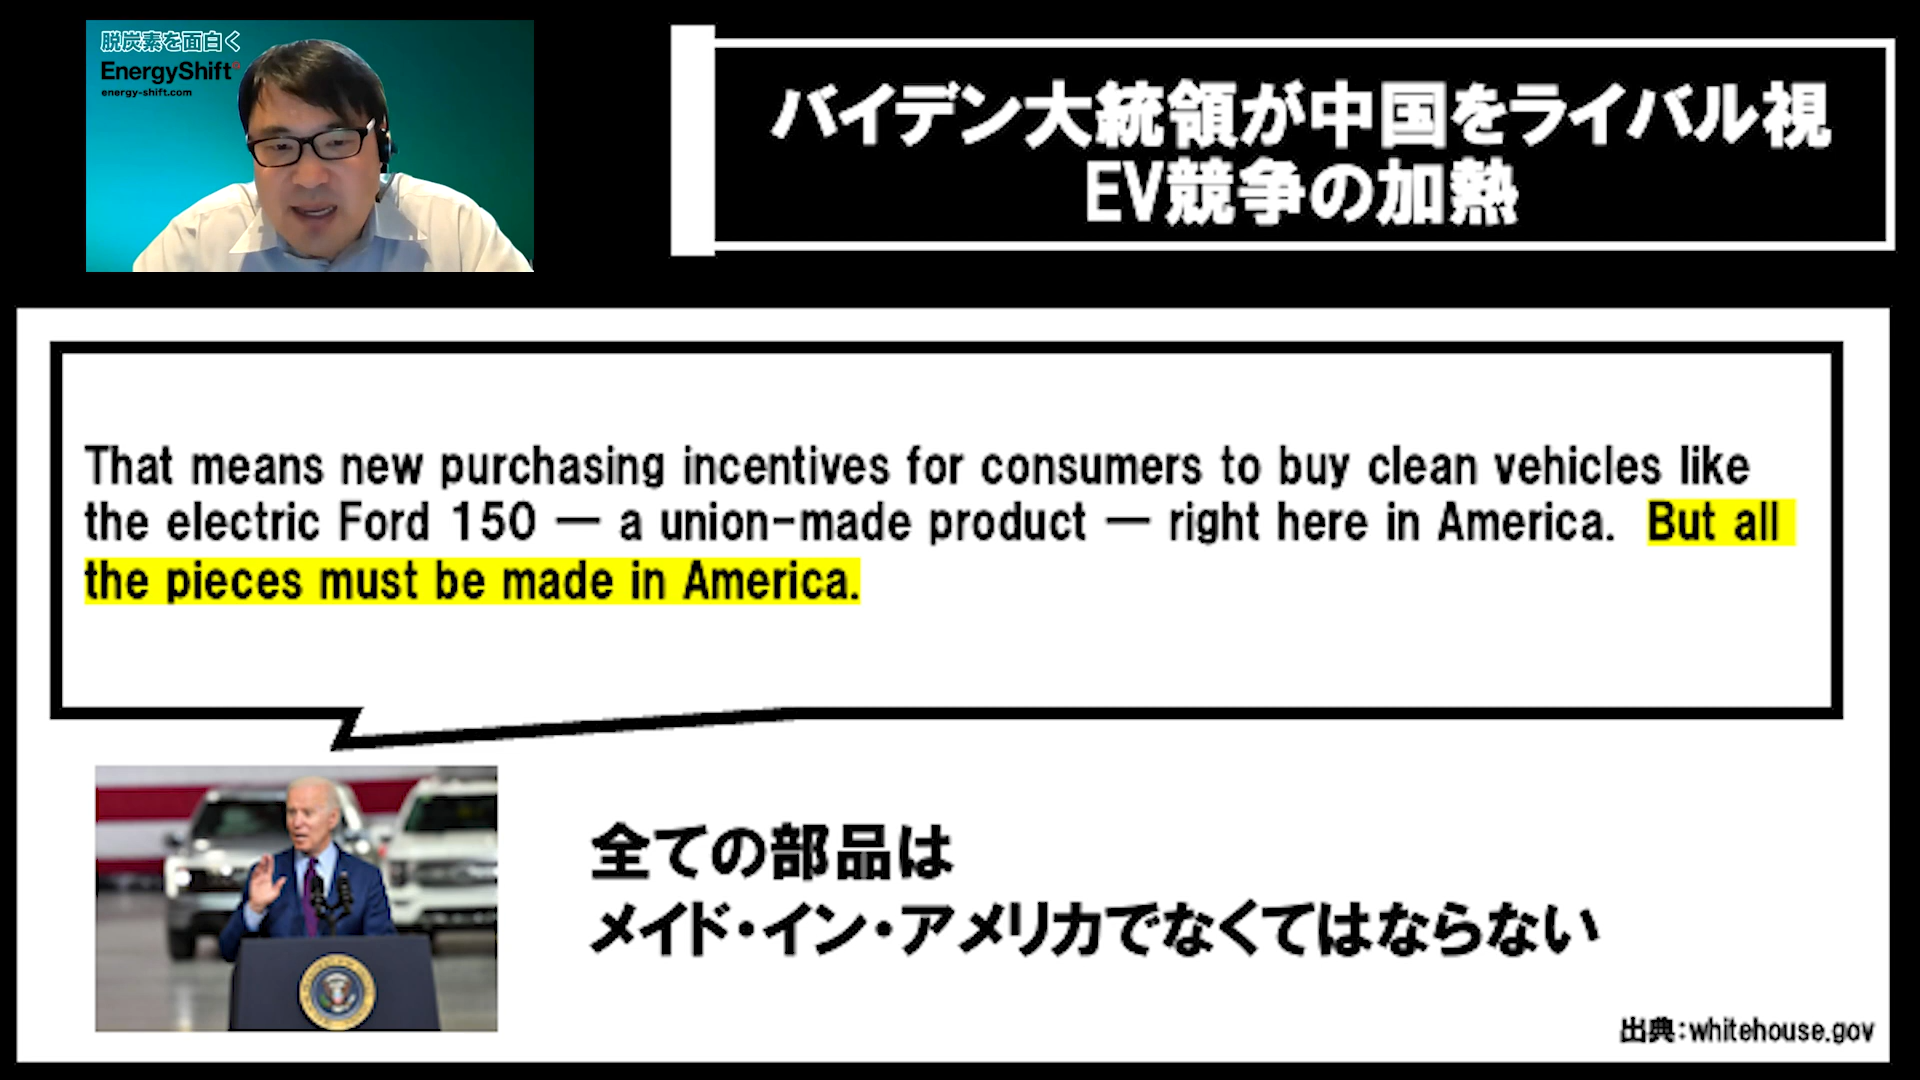 脱炭素を面白く
EnergyShift
energy-shift.com
バイデン大統領が中国をライバル視
EV競争の加熱
That means new purchasing incentives for consumers to buy clean vehicles like
the electric Ford 150 — a union-made product — right here in America. But all
the pieces must be made in America.
全ての部品は
メイド・イン・アメリカでなくてはならない
出典：whitehouse.gov